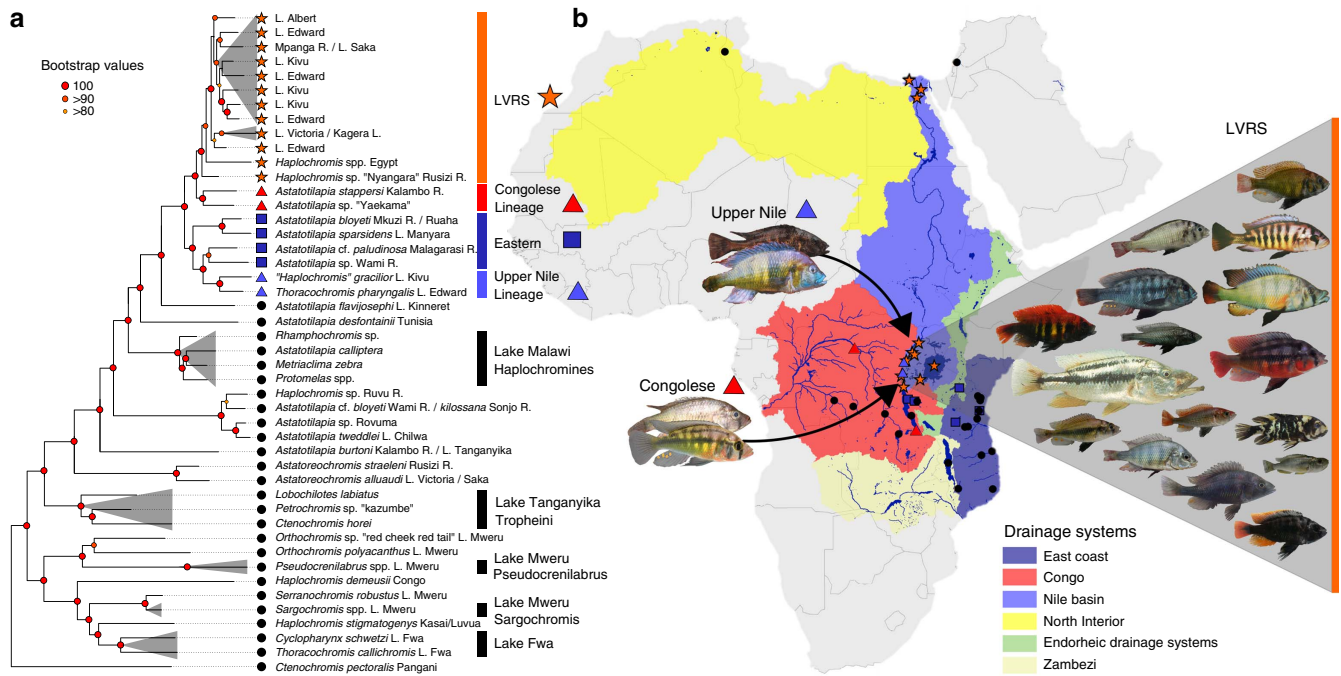 a
Bootstrap values
100
>90
>80
L. Albert
L. Edward
Mpanga R. / L. Saka
L. Kivu
L. Edward
L. Kivu
L. Kivu
L. Edward
L. Victoria / Kagera L.
L. Edward
Haplochromis spp. Egypt
Haplochromis sp. "Nyangara" Rusizi R.
Astatotilapia stappersi Kalambo R.
Astatotilapia sp. "Yaekama"
Astatotilapia bloyeti Mkuzi R. / Ruaha
Astatotilapia sparsidens L. Manyara
Astatotilapia cf. paludinosa Malagarasi R.
Astatotilapia sp. Wami R.
"Haplochromis" gracilior L. Kivu
Thoracochromis pharyngalis L. Edward
Astatotilapia flavijosephi L. Kinneret
Astatotilapia desfontainii Tunisia
Rhamphochromis sp.
Astatotilapia calliptera
Metriaclima zebra
Protomelas spp.
Haplochromis sp. Ruvu R.
Astatotilapia cf. bloyeti Wami R. / kilossana Sonjo R.
Astatotilapia sp. Rovuma
Astatotilapia tweddlei L. Chilwa
Astatotilapia burtoni Kalambo R. / L. Tanganyika
Astatoreochromis straeleni Rusizi R.
Astatoreochromis alluaudi L. Victoria / Saka
Lobochilotes labiatus
Petrochromis sp. "kazumbe"
Ctenochromis horei
Orthochromis sp. "red cheek red tail" L. Mweru
Orthochromis polyacanthus L. Mweru
Pseudocrenilabrus spp. L. Mweru
Haplochromis demeusii Congo
Serranochromis robustus L. Mweru
Sargochromis spp. L. Mweru
Haplochromis stigmatogenys Kasai/Luvua
Cyclopharynx schwetzi L. Fwa
Thoracochromis callichromis L. Fwa
Ctenochromis pectoralis Pangani
LVRS
Congolese
Lineage
Eastern
Upper Nile
Lineage
Lake Malawi
Haplochromines
Lake Tanganyika
Tropheini
Lake Mweru
Pseudocrenilabrus
Lake Mweru
Sargochromis
Lake Fwa
b
Upper Nile
Congolese
LVRS
Drainage systems
East coast
Congo
Nile basin
North Interior
Endorheic drainage systems
Zambezi